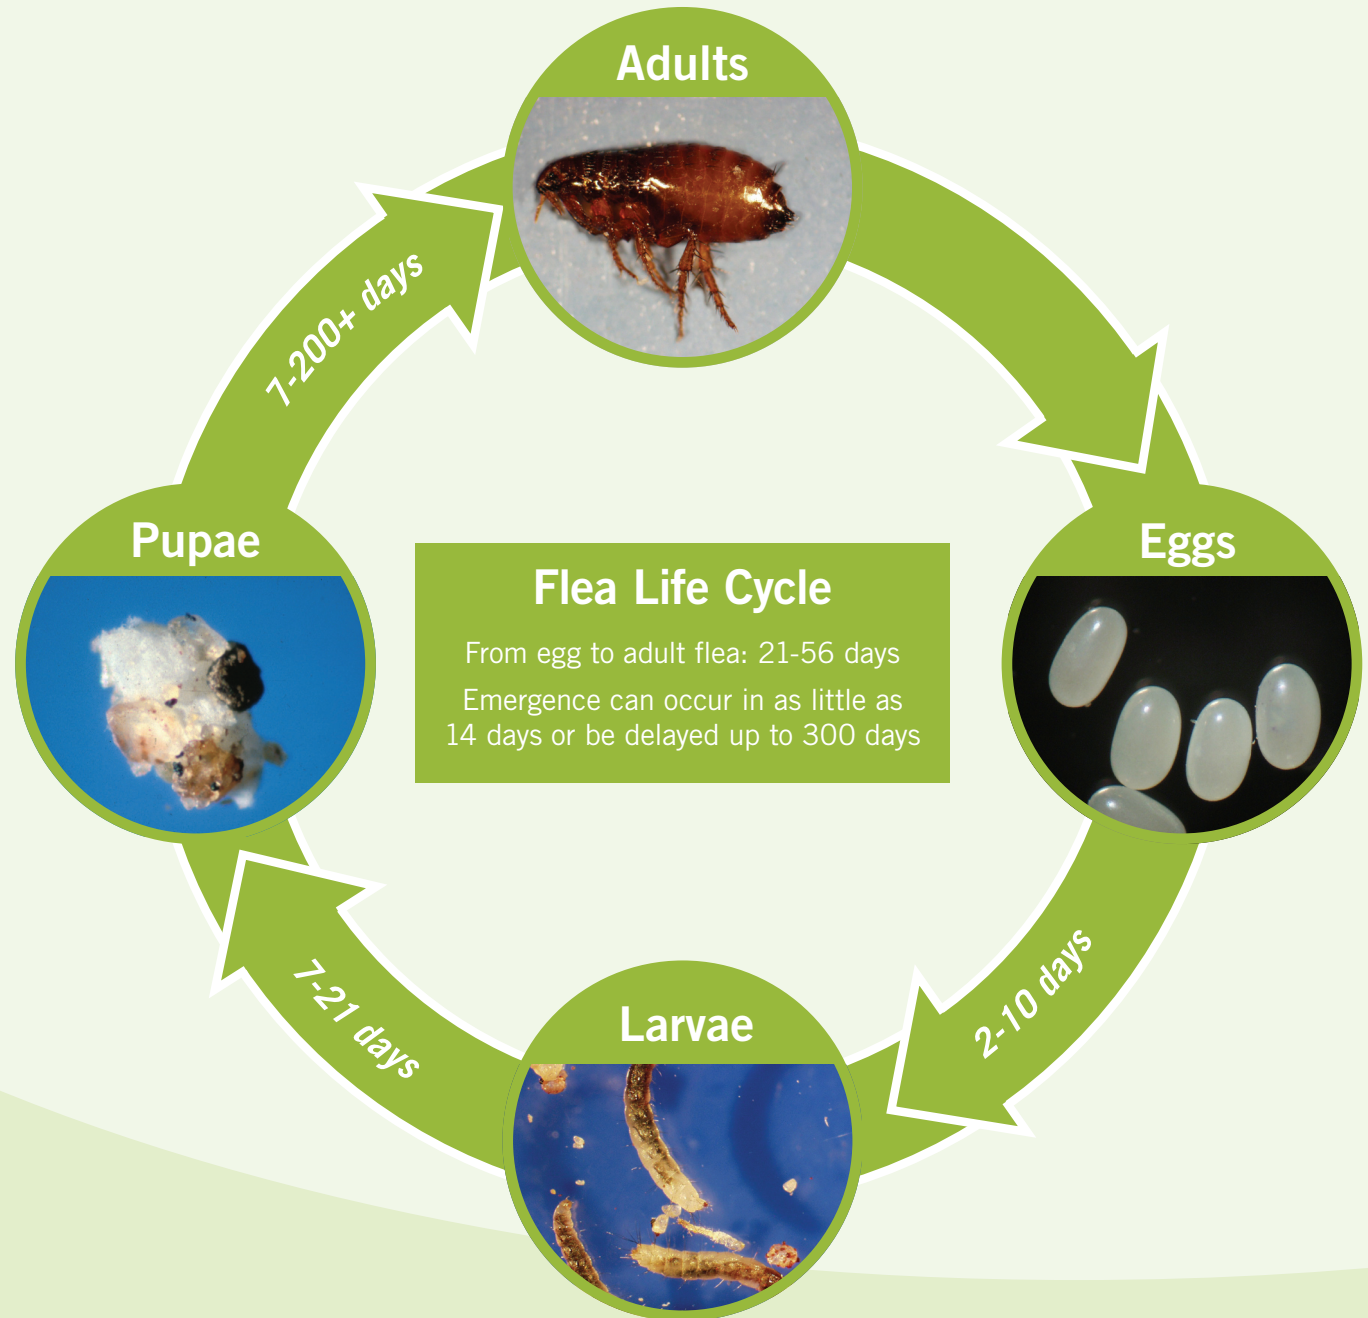 Adults
7-200+ days
Pupae
Eggs
Flea Life Cycle
From egg to adult flea: 21-56 days
Emergence can occur in as little as
14 days or be delayed up to 300 days
7-21 days
2-10 days
Larvae